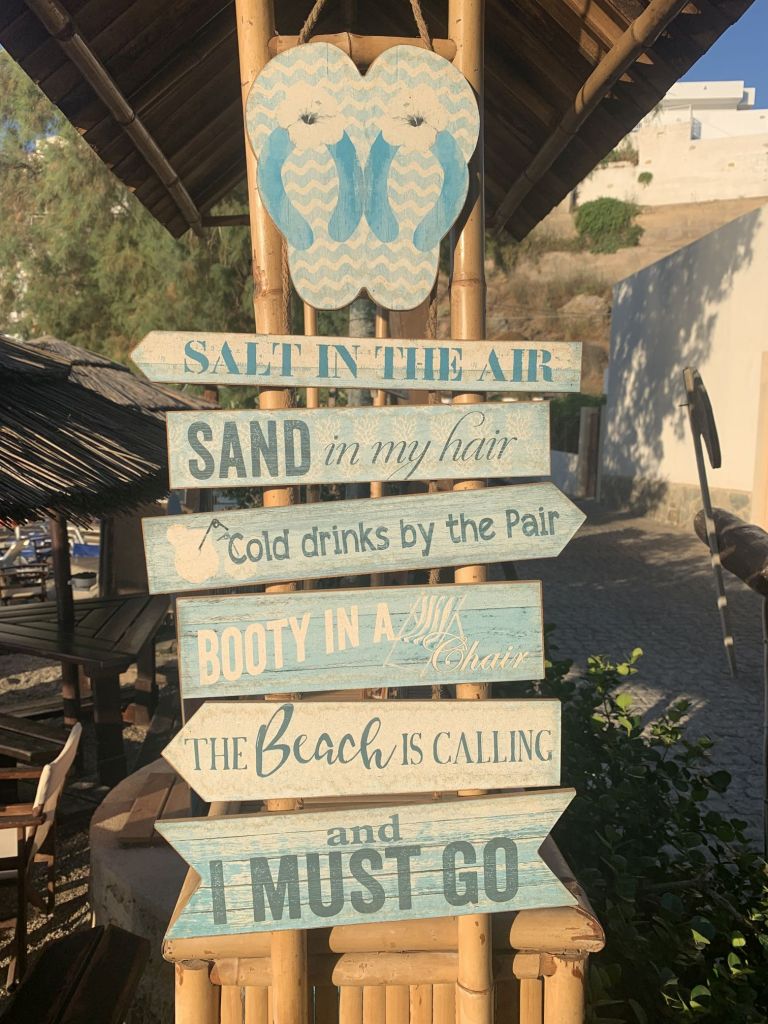 SALT IN THE AIR
SAND in my hair
Cold drinks by the Pair
BOOTY IN A Chair
THE Beach IS CALLING
and
I MUST GO